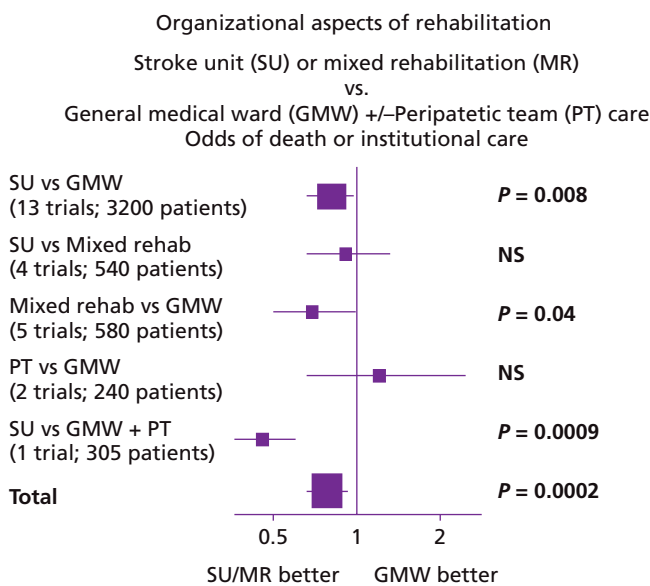 Organizational aspects of rehabilitation
Stroke unit (SU) or mixed rehabilitation (MR)
vs.
General medical ward (GMW) +/–Peripatetic team (PT) care
Odds of death or institutional care
SU vs GMW
(13 trials; 3200 patients)
P = 0.008
SU vs Mixed rehab
(4 trials; 540 patients)
NS
Mixed rehab vs GMW
(5 trials; 580 patients)
P = 0.04
PT vs GMW
(2 trials; 240 patients)
NS
SU vs GMW + PT
(1 trial; 305 patients)
P = 0.0009
Total
P = 0.0002
0.5 1 2
SU/MR better GMW better